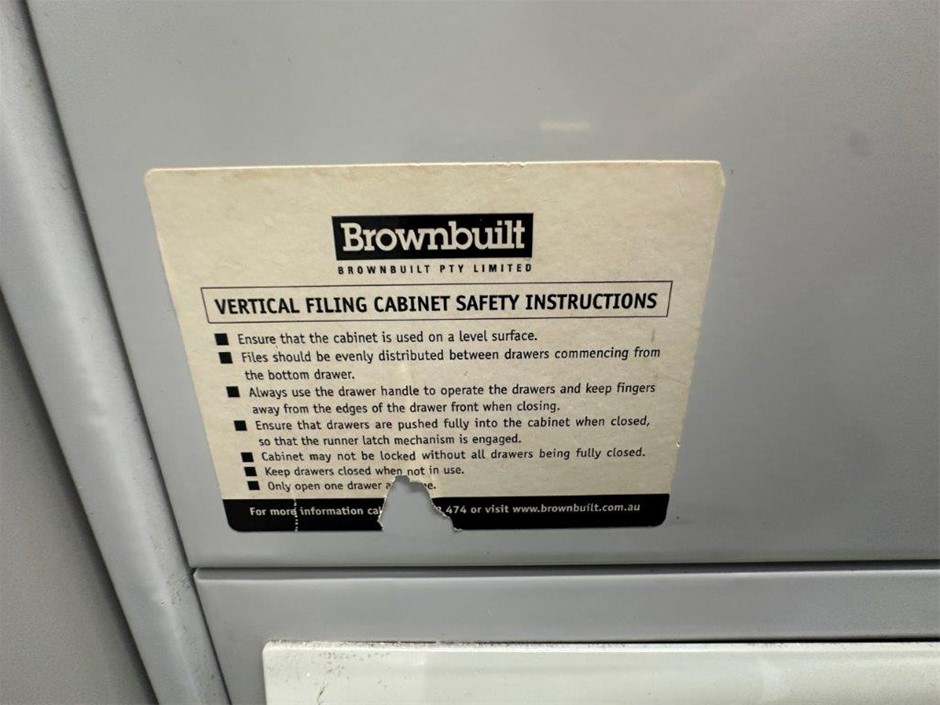 Brownbuilt
BROWNBUILT PTY LIMITED
VERTICAL FILING CABINET SAFETY INSTRUCTIONS
■ Ensure that the cabinet is used on a level surface.
■ Files should be evenly distributed between drawers commencing from
the bottom drawer.
■ Always use the drawer handle to operate the drawers and keep fingers
away from the edges of the drawer front when closing.
■ Ensure that drawers are pushed fully into the cabinet when closed,
so that the runner latch mechanism is engaged.
■ Cabinet may not be locked without all drawers being fully closed.
■ Keep drawers closed when not in use.
■ Only open one drawer
For more information 474 or visit www.brownbuilt.com.au